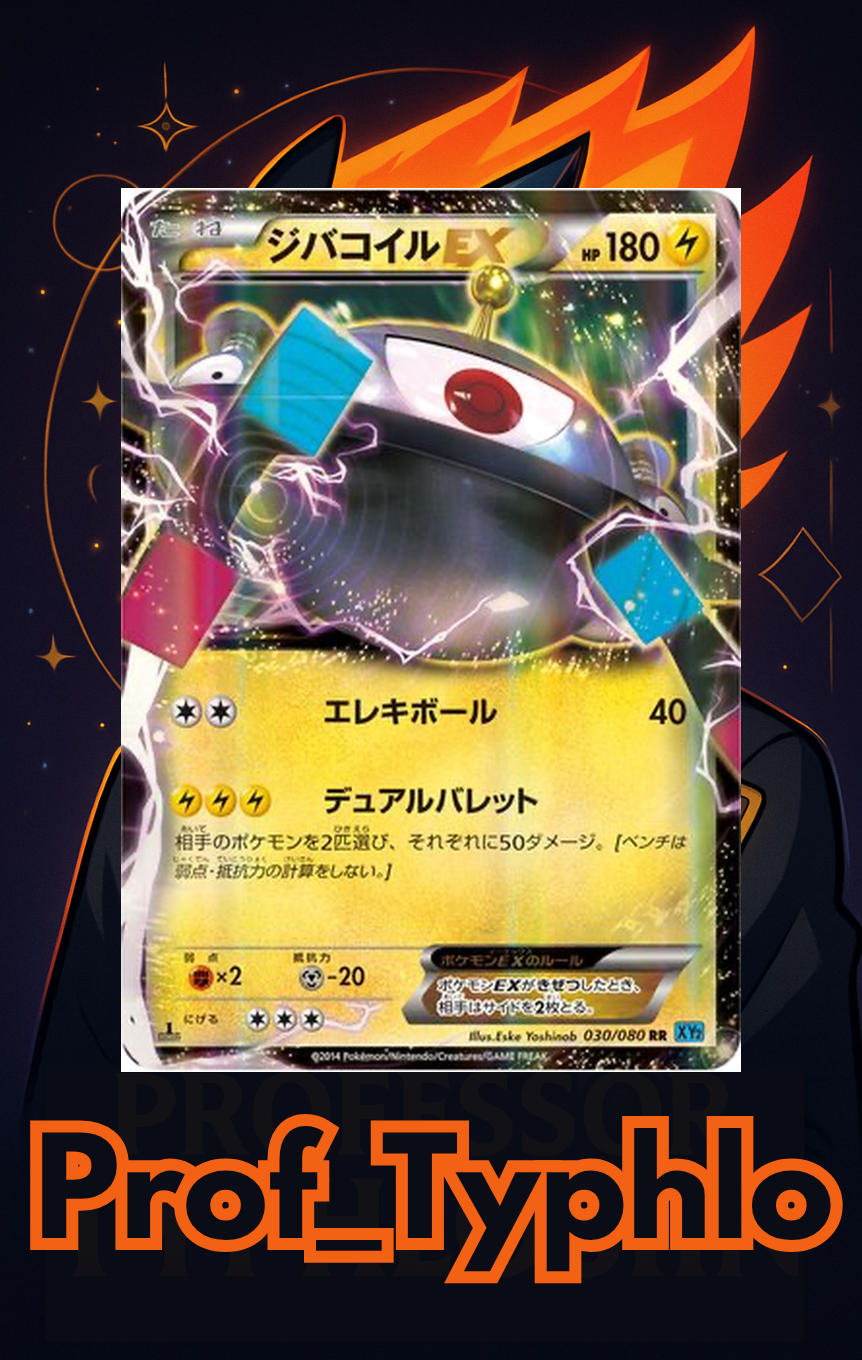 たね
ジバコイルEX HP 180
エレキボール 40
デュアルバレット
相手のポケモンを2匹選び、それぞれに50ダメージ。[ベンチは
弱点・抵抗力の計算をしない。]
弱点 抵抗力
×2 -20
にげる
ポケモンEXのルール
ポケモンEXがきぜつしたとき、
相手はサイドを2枚とる。
Illus.Eske Yoshinob 030/080 RR XY2
©2014 Pokémon/Nintendo/Creatures/GAME FREAK
PROFESSOR
Prof_Typhlo